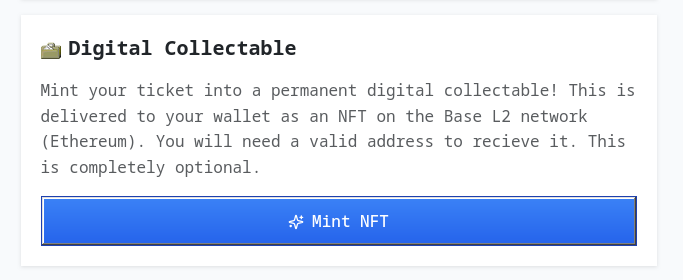 Digital Collectable
Mint your ticket into a permanent digital collectable! This is
delivered to your wallet as an NFT on the Base L2 network
(Ethereum). You will need a valid address to recieve it. This
is completely optional.
Mint NFT